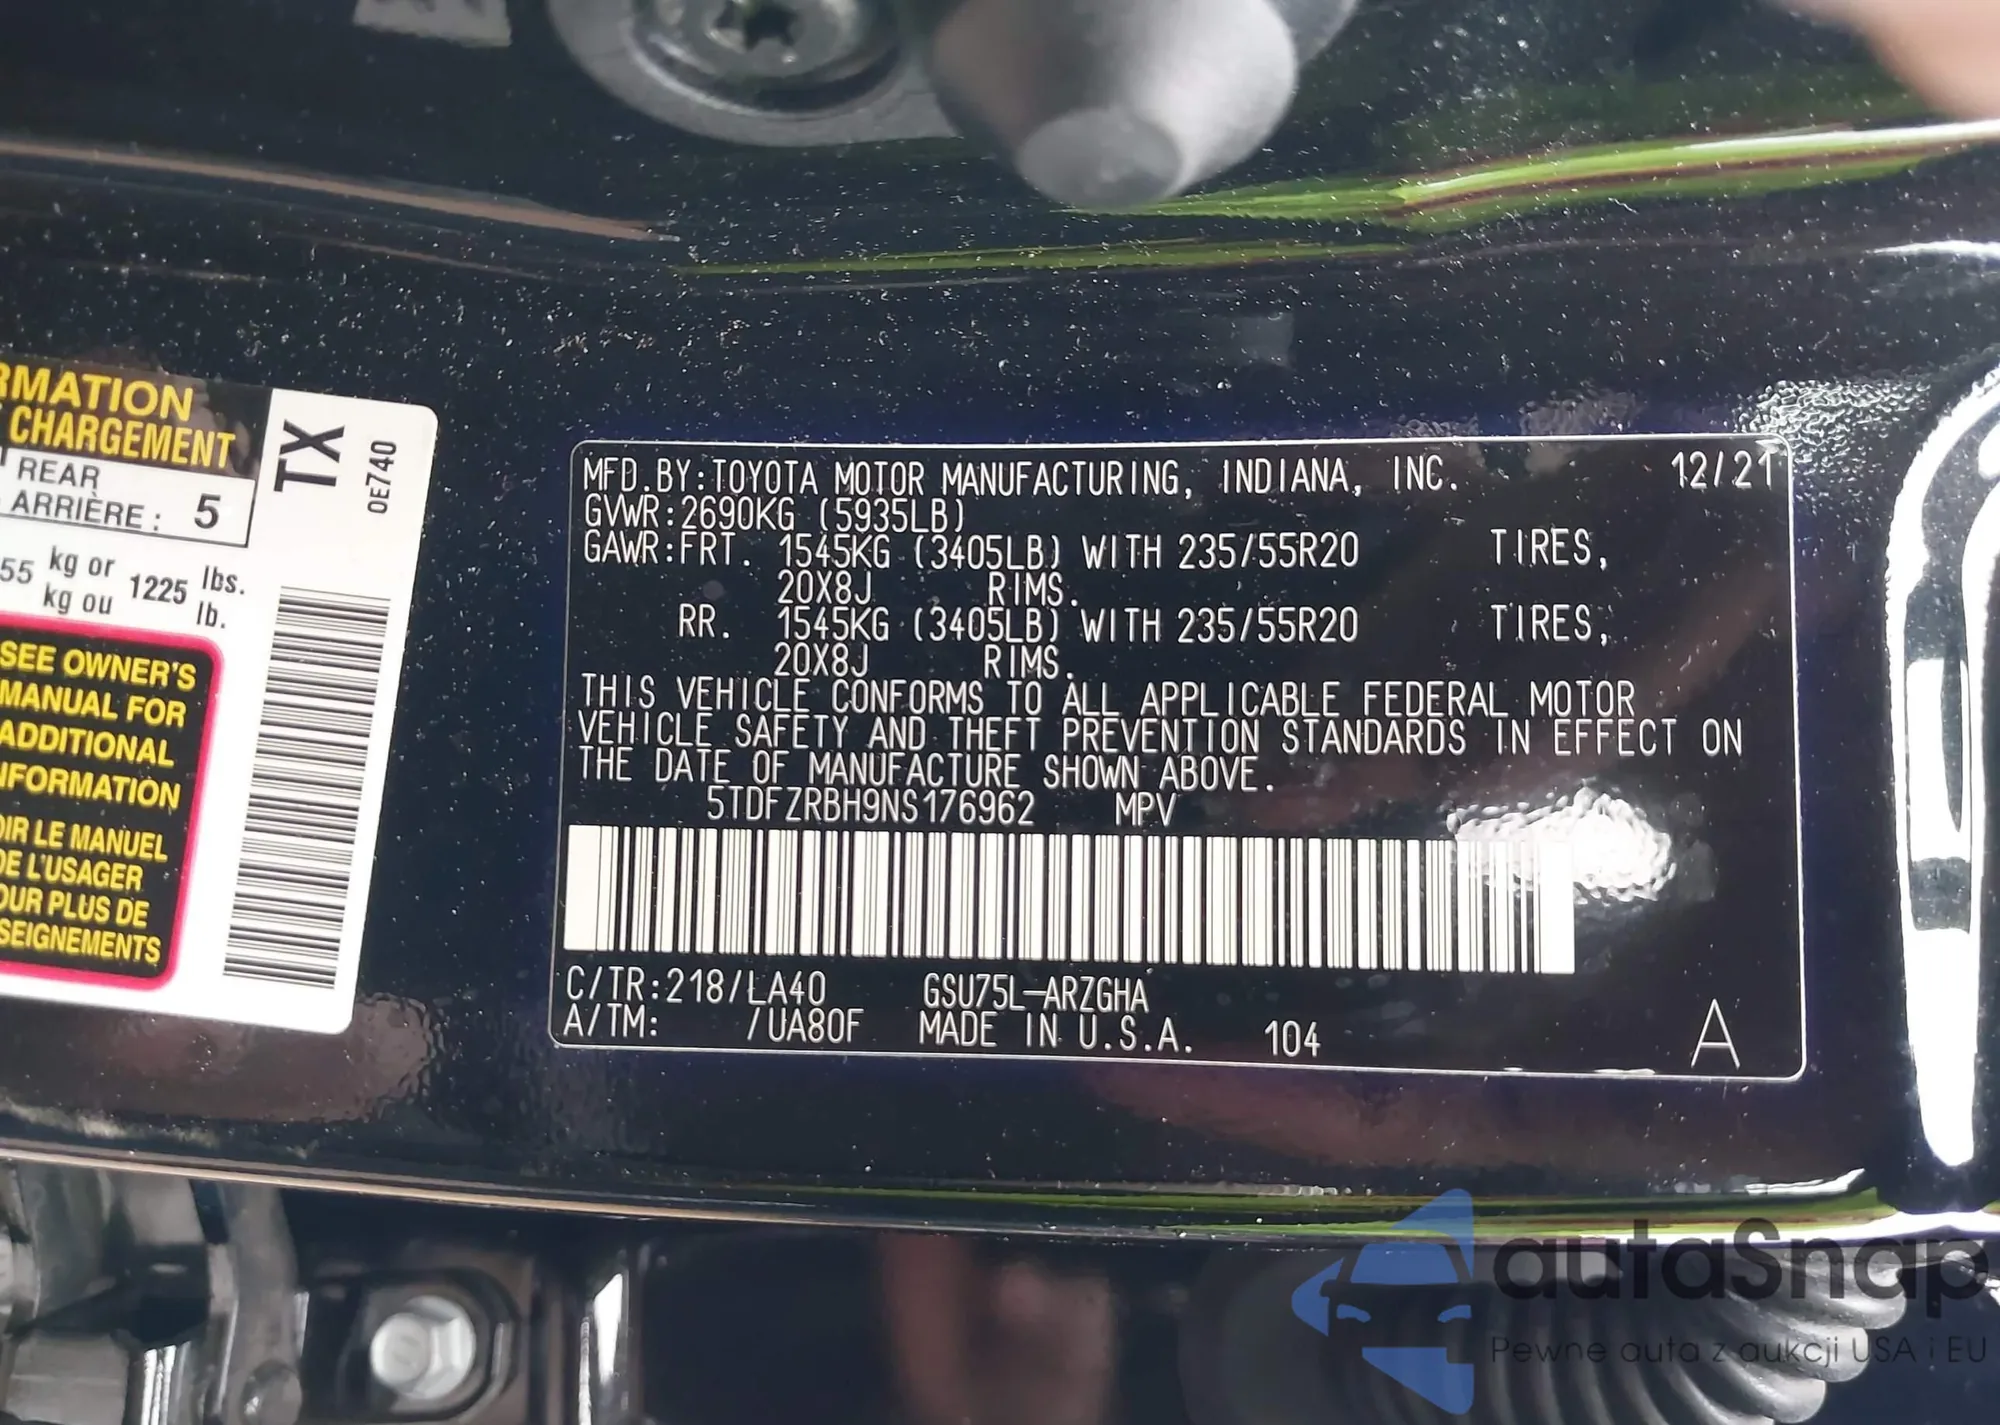 RMATION
CHARGEMENT
REAR
ARRIÈRE : 5
55 kg or 1225 lbs.
kg ou lb.
SEE OWNER'S
MANUAL FOR
ADDITIONAL
NFORMATION
OIR LE MANUEL
DE L'USAGER
OUR PLUS DE
SEIGNEMENTS
TX
0E740
MFD.BY:TOYOTA MOTOR MANUFACTURING, INDIANA, INC. 12/21
GVWR:2690KG (5935LB)
GAWR:FRT. 1545KG (3405LB) WITH 235/55R20 TIRES,
20X8J RIMS.
RR. 1545KG (3405LB) WITH 235/55R20 TIRES,
20X8J RIMS.
THIS VEHICLE CONFORMS TO ALL APPLICABLE FEDERAL MOTOR
VEHICLE SAFETY AND THEFT PREVENTION STANDARDS IN EFFECT ON
THE DATE OF MANUFACTURE SHOWN ABOVE.
5TDFZRBH9NS176962 MPV
C/TR:218/LA40 GSU75L-ARZGHA
A/TM: /UA80F MADE IN U.S.A. 104 A
autaSnap
Pewne auta z aukcji USA i EU